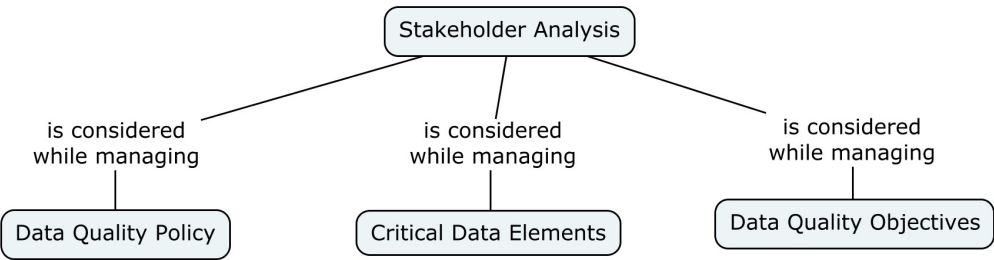 Stakeholder Analysis
is considered
while managing
is considered
while managing
is considered
while managing
Data Quality Policy
Critical Data Elements
Data Quality Objectives